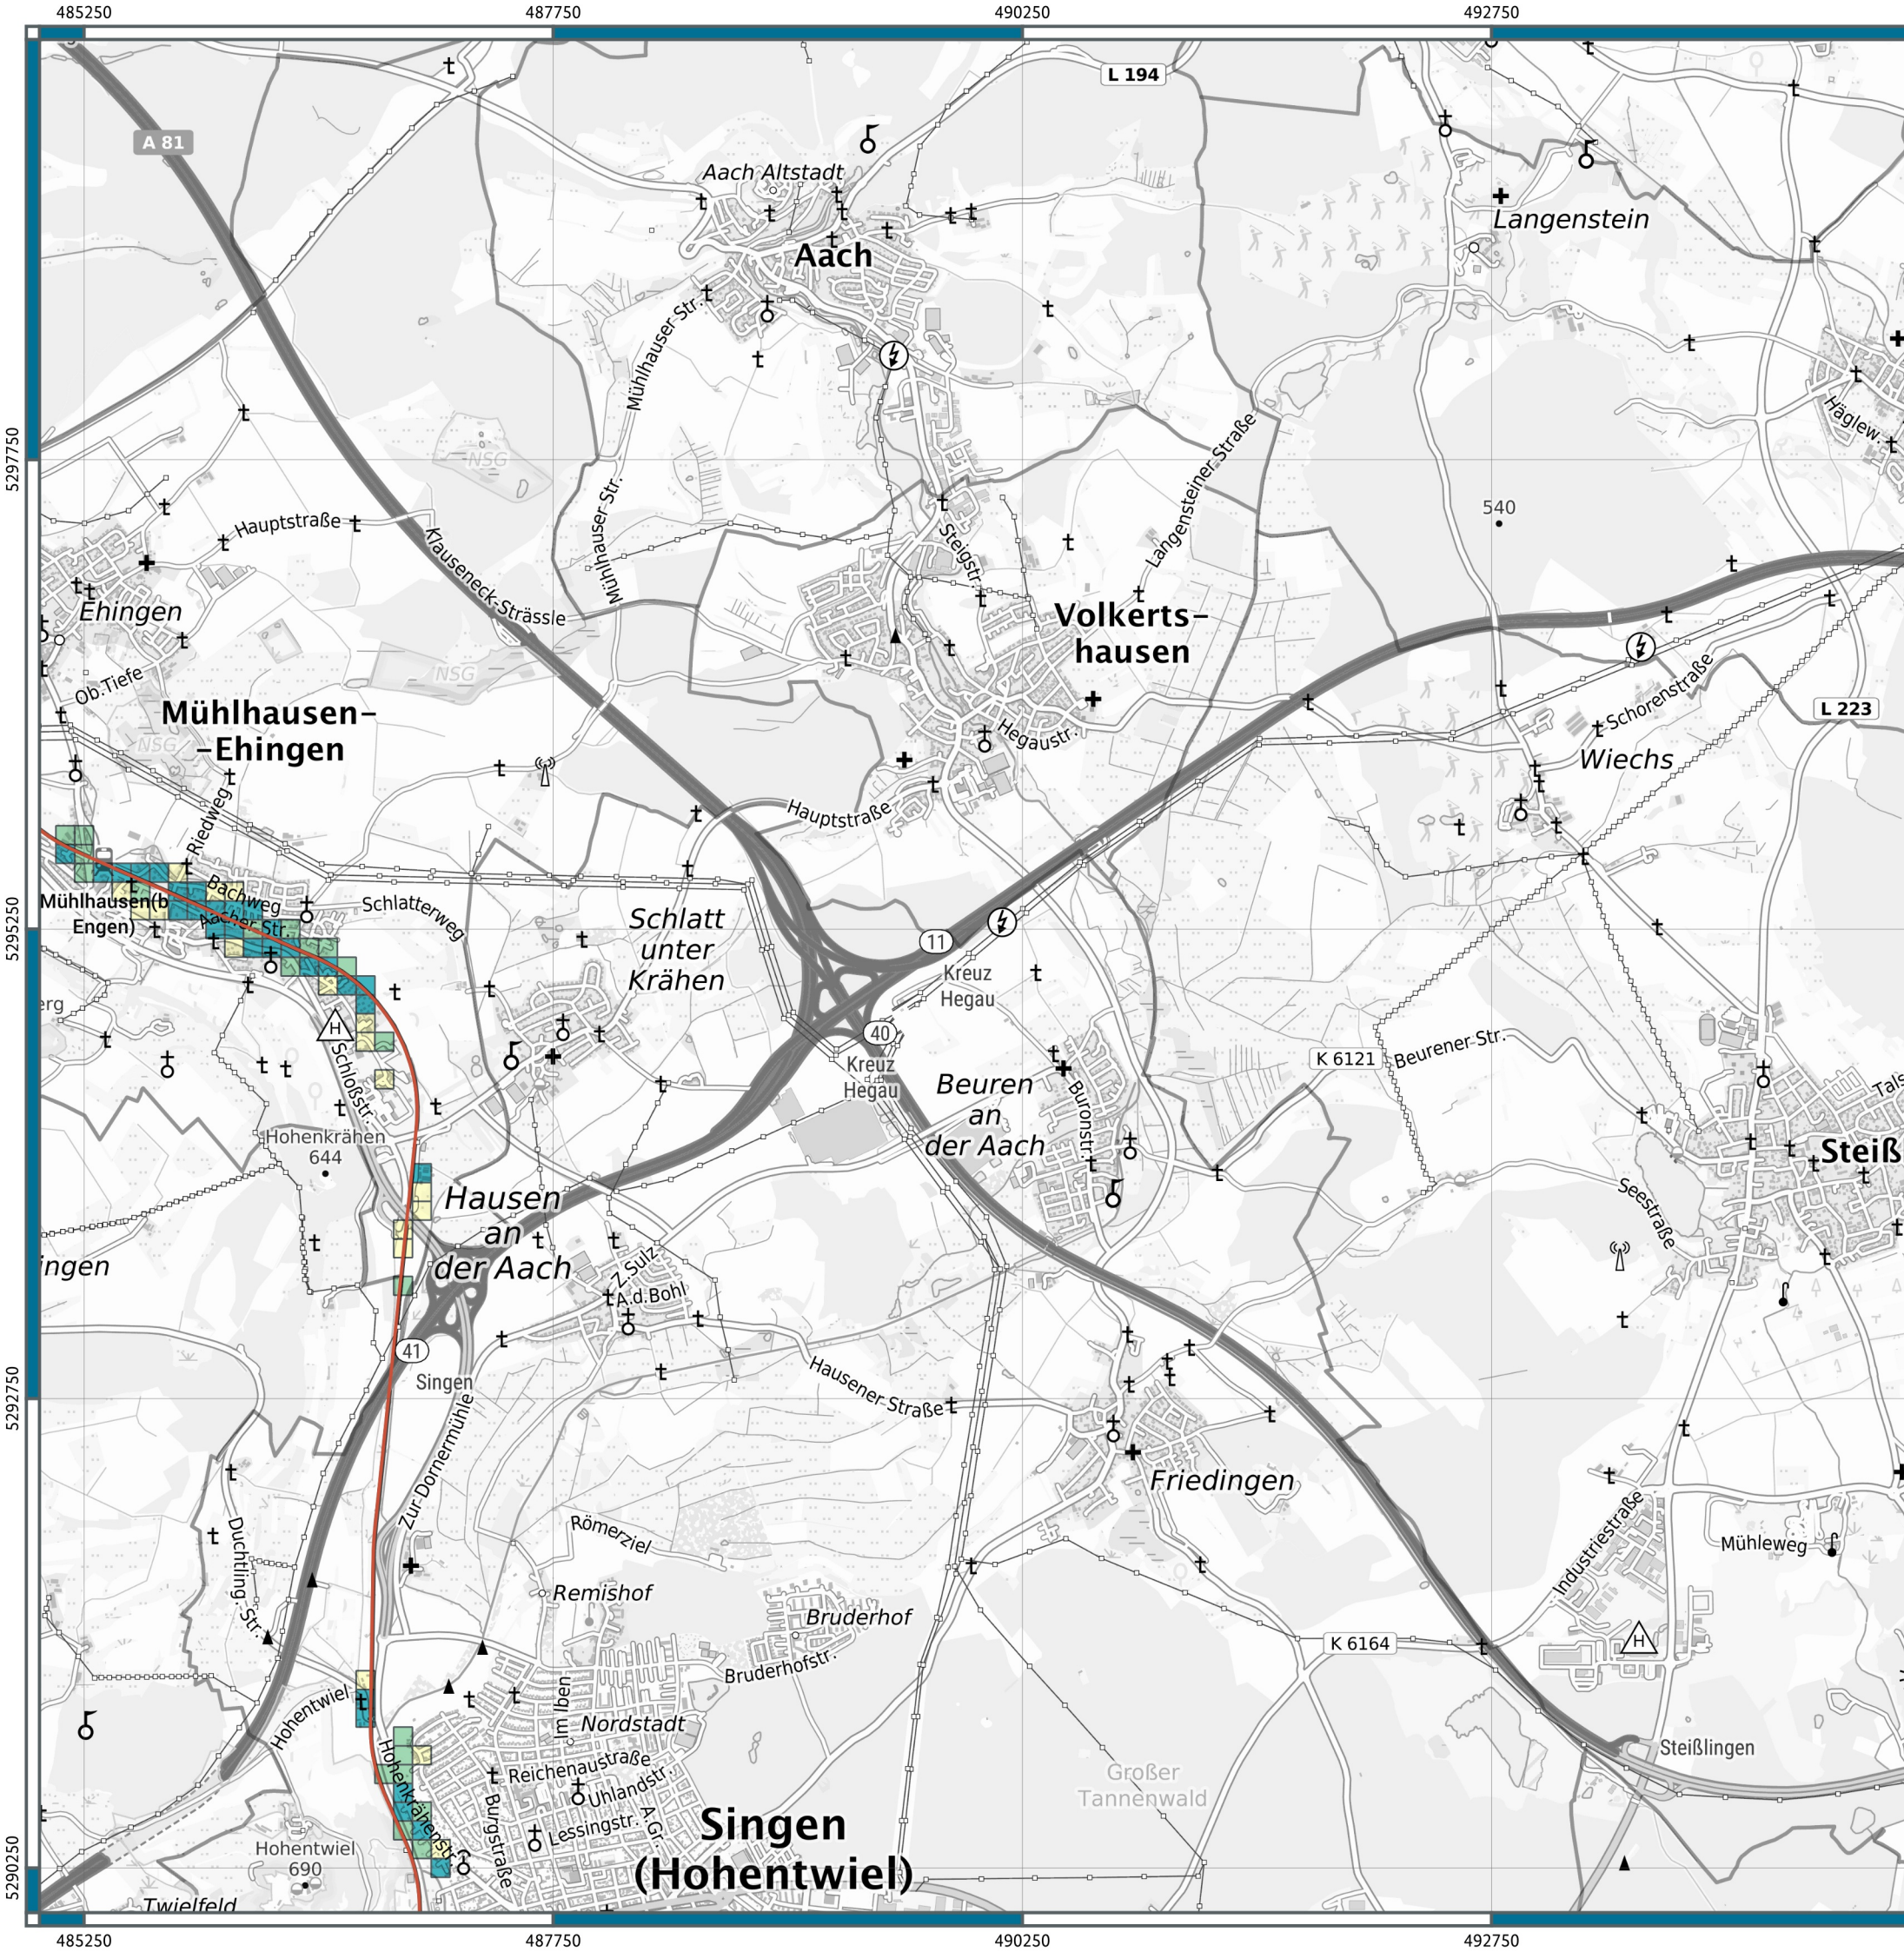 485250
487750
490250
492750
L 194
A 81
Aach Altstadt
Langenstein
Aach
Mühlhauser Str.
5297750
NSG
Häglew.
Langensteiner Straße
540
Hauptstraße
Mühlhauser Str.
Steigstr.
Klauseneck-Strässle
Ehingen
Volkerts-
hausen
NSG
Ob.Tiefe
Schorenstraße
L 223
Mühlhausen-
-Ehingen
NSG
Hegaustr.
Wiechs
Riedweg
Hauptstraße
Bachweg
Mühlhausen(b
Engen)
Aacher Str.
Schlatterweg
5295250
Schlatt
unter
Krähen
11
Kreuz
Hegau
erg
H
40
Kreuz
Hegau
K 6121
Beurener Str.
Schloßstr.
Beuren
an
der Aach
Buronstr.
Tals
Hohenkrähen
644
Steiß
Hausen
an
der Aach
Seestraße
ingen
Z.Sulz
A.d.Bohl
41
Singen
Hausener Straße
5292750
Zur Dornermühle
Friedingen
Duchtling. Str.
Römerziel
Industriestraße
Mühleweg
Remishof
Bruderhof
K 6164
H
Bruderhofstr.
Hohentwiel
Im Iben
Nordstadt
Steißlingen
Reichenaustraße
Hohenkrähenstr.
Uhlandstr.
Großer
Tannenwald
Burgstraße
Lessingstr.
A.Gr.
Singen
(Hohentwiel)
Hohentwiel
690
5290250
Twielfeld
485250
487750
490250
492750